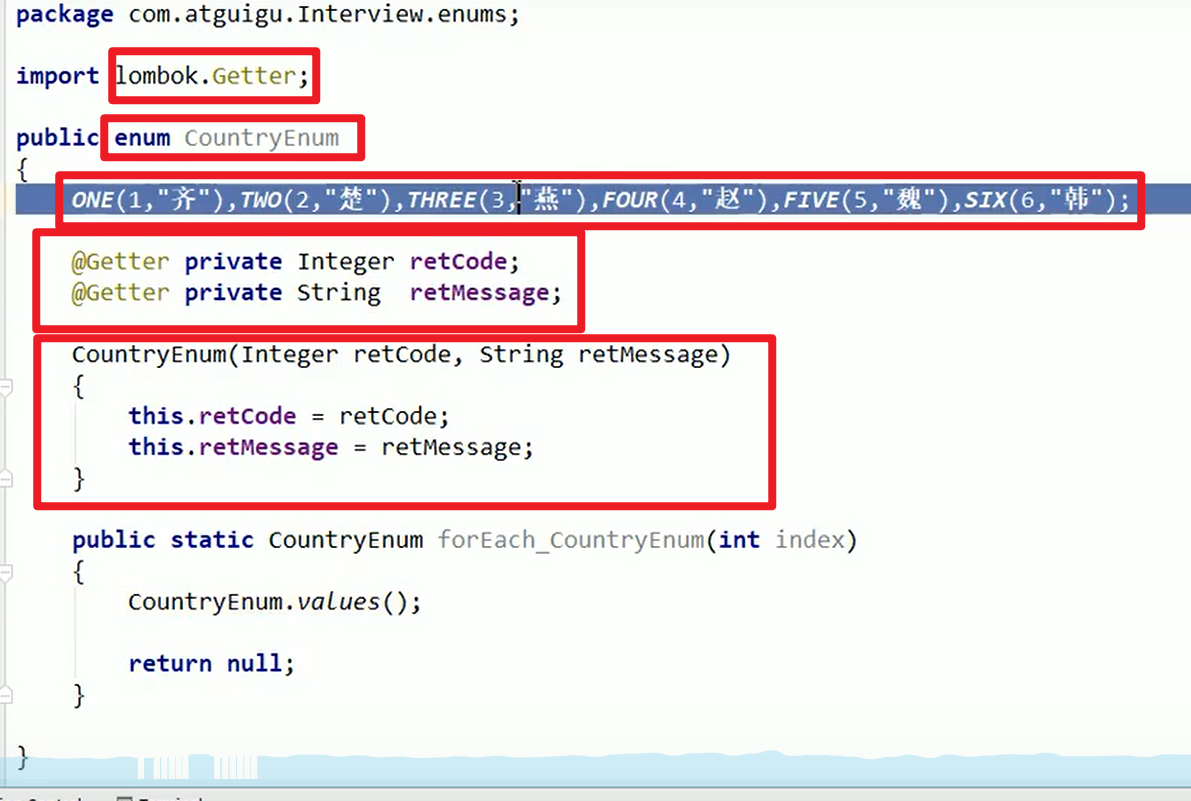 package com.atguigu.Interview.enums;
import lombok.Getter;
public enum CountryEnum
{
ONE(1,"齐"),TWO(2,"楚"),THREE(3,"燕"),FOUR(4,"赵"),FIVE(5,"魏"),SIX(6,"韩");
@Getter private Integer retCode;
@Getter private String  retMessage;
CountryEnum(Integer retCode, String retMessage)
{
this.retCode = retCode;
this.retMessage = retMessage;
}
public static CountryEnum forEach_CountryEnum(int index)
{
CountryEnum.values();
return null;
}
}